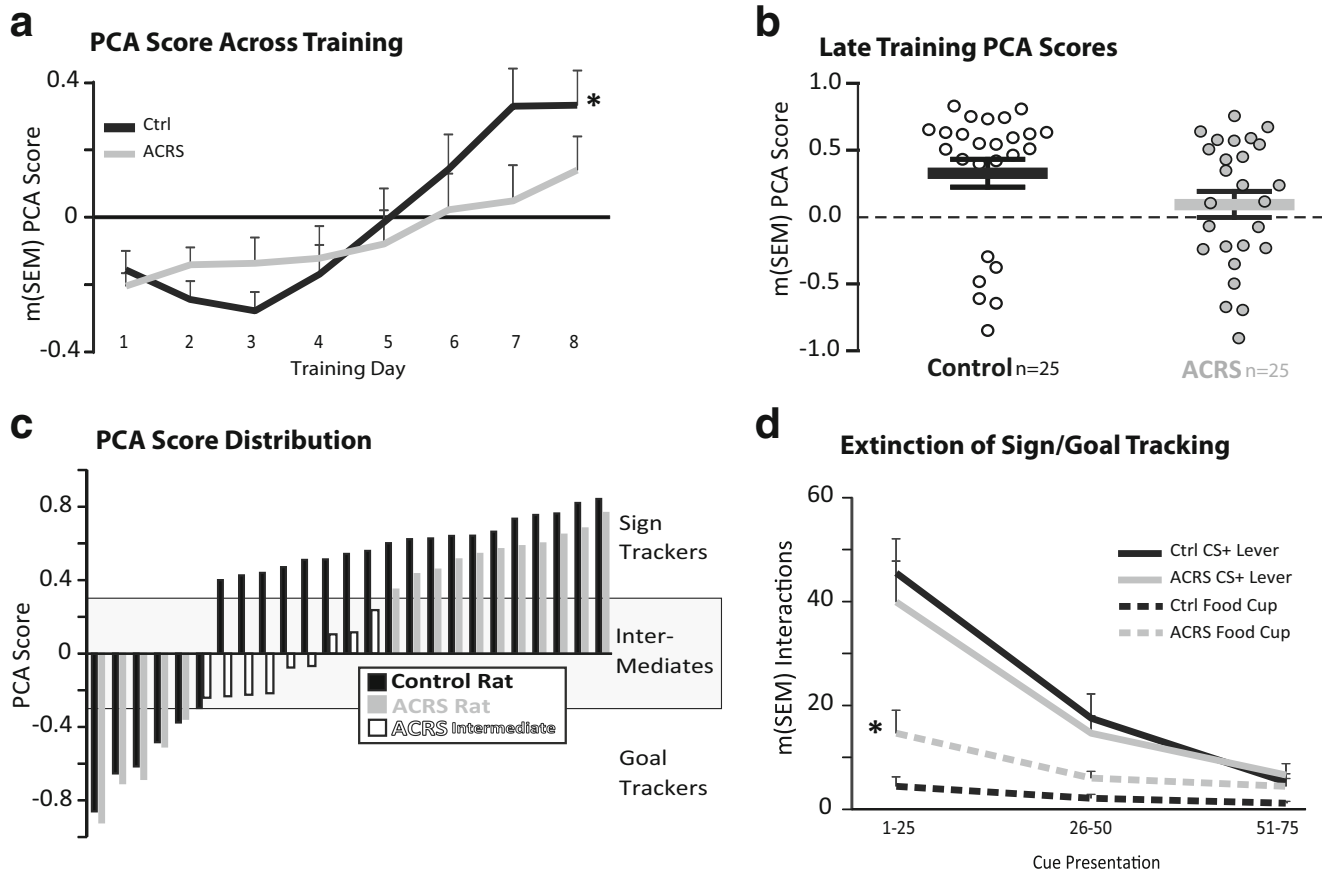 a
PCA Score Across Training
m(SEM) PCA Score
0.4
0
-0.4
Ctrl
ACRS
*
1 2 3 4 5 6 7 8
Training Day
b
Late Training PCA Scores
m(SEM) PCA Score
1.0
0.5
0.0
-0.5
-1.0
Control n=25
ACRS n=25
c
PCA Score Distribution
PCA Score
0.8
0.4
0
-0.4
-0.8
Sign
Trackers
Inter-
Mediates
Goal
Trackers
Control Rat
ACRS Rat
ACRS Intermediate
d
Extinction of Sign/Goal Tracking
m(SEM) Interactions
60
40
20
0
*
Ctrl CS+ Lever
ACRS CS+ Lever
Ctrl Food Cup
ACRS Food Cup
1-25 26-50 51-75
Cue Presentation